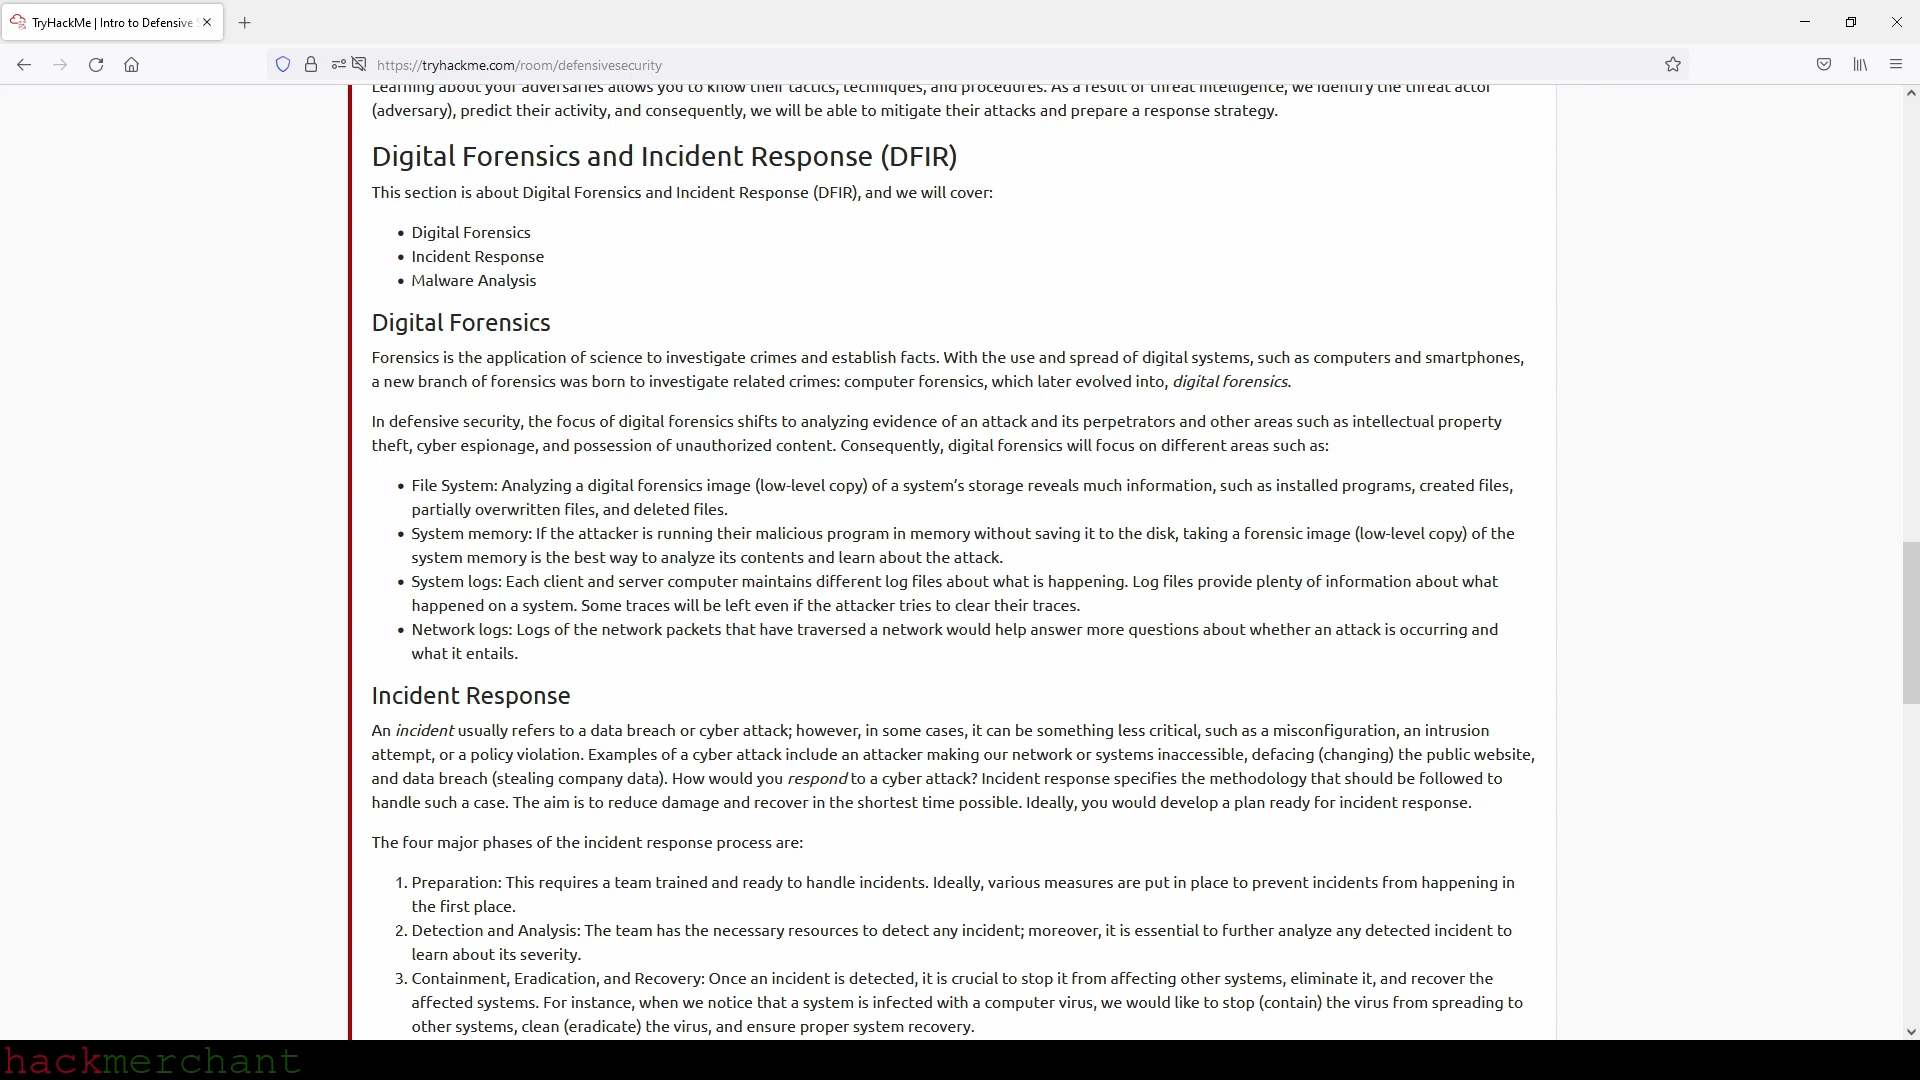 TryHackMe | Intro to Defensive
https://tryhackme.com/room/defensivesecurity
Learning about your adversaries allows you to know their tactics, techniques, and procedures. As a result of threat intelligence, we identify the threat actor
(adversary), predict their activity, and consequently, we will be able to mitigate their attacks and prepare a response strategy.
Digital Forensics and Incident Response (DFIR)
This section is about Digital Forensics and Incident Response (DFIR), and we will cover:
• Digital Forensics
• Incident Response
• Malware Analysis
Digital Forensics
Forensics is the application of science to investigate crimes and establish facts. With the use and spread of digital systems, such as computers and smartphones,
a new branch of forensics was born to investigate related crimes: computer forensics, which later evolved into, digital forensics.
In defensive security, the focus of digital forensics shifts to analyzing evidence of an attack and its perpetrators and other areas such as intellectual property
theft, cyber espionage, and possession of unauthorized content. Consequently, digital forensics will focus on different areas such as:
• File System: Analyzing a digital forensics image (low-level copy) of a system’s storage reveals much information, such as installed programs, created files,
partially overwritten files, and deleted files.
• System memory: If the attacker is running their malicious program in memory without saving it to the disk, taking a forensic image (low-level copy) of the
system memory is the best way to analyze its contents and learn about the attack.
• System logs: Each client and server computer maintains different log files about what is happening. Log files provide plenty of information about what
happened on a system. Some traces will be left even if the attacker tries to clear their traces.
• Network logs: Logs of the network packets that have traversed a network would help answer more questions about whether an attack is occurring and
what it entails.
Incident Response
An incident usually refers to a data breach or cyber attack; however, in some cases, it can be something less critical, such as a misconfiguration, an intrusion
attempt, or a policy violation. Examples of a cyber attack include an attacker making our network or systems inaccessible, defacing (changing) the public website,
and data breach (stealing company data). How would you respond to a cyber attack? Incident response specifies the methodology that should be followed to
handle such a case. The aim is to reduce damage and recover in the shortest time possible. Ideally, you would develop a plan ready for incident response.
The four major phases of the incident response process are:
1. Preparation: This requires a team trained and ready to handle incidents. Ideally, various measures are put in place to prevent incidents from happening in
the first place.
2. Detection and Analysis: The team has the necessary resources to detect any incident; moreover, it is essential to further analyze any detected incident to
learn about its severity.
3. Containment, Eradication, and Recovery: Once an incident is detected, it is crucial to stop it from affecting other systems, eliminate it, and recover the
affected systems. For instance, when we notice that a system is infected with a computer virus, we would like to stop (contain) the virus from spreading to
other systems, clean (eradicate) the virus, and ensure proper system recovery.
hackmerchant